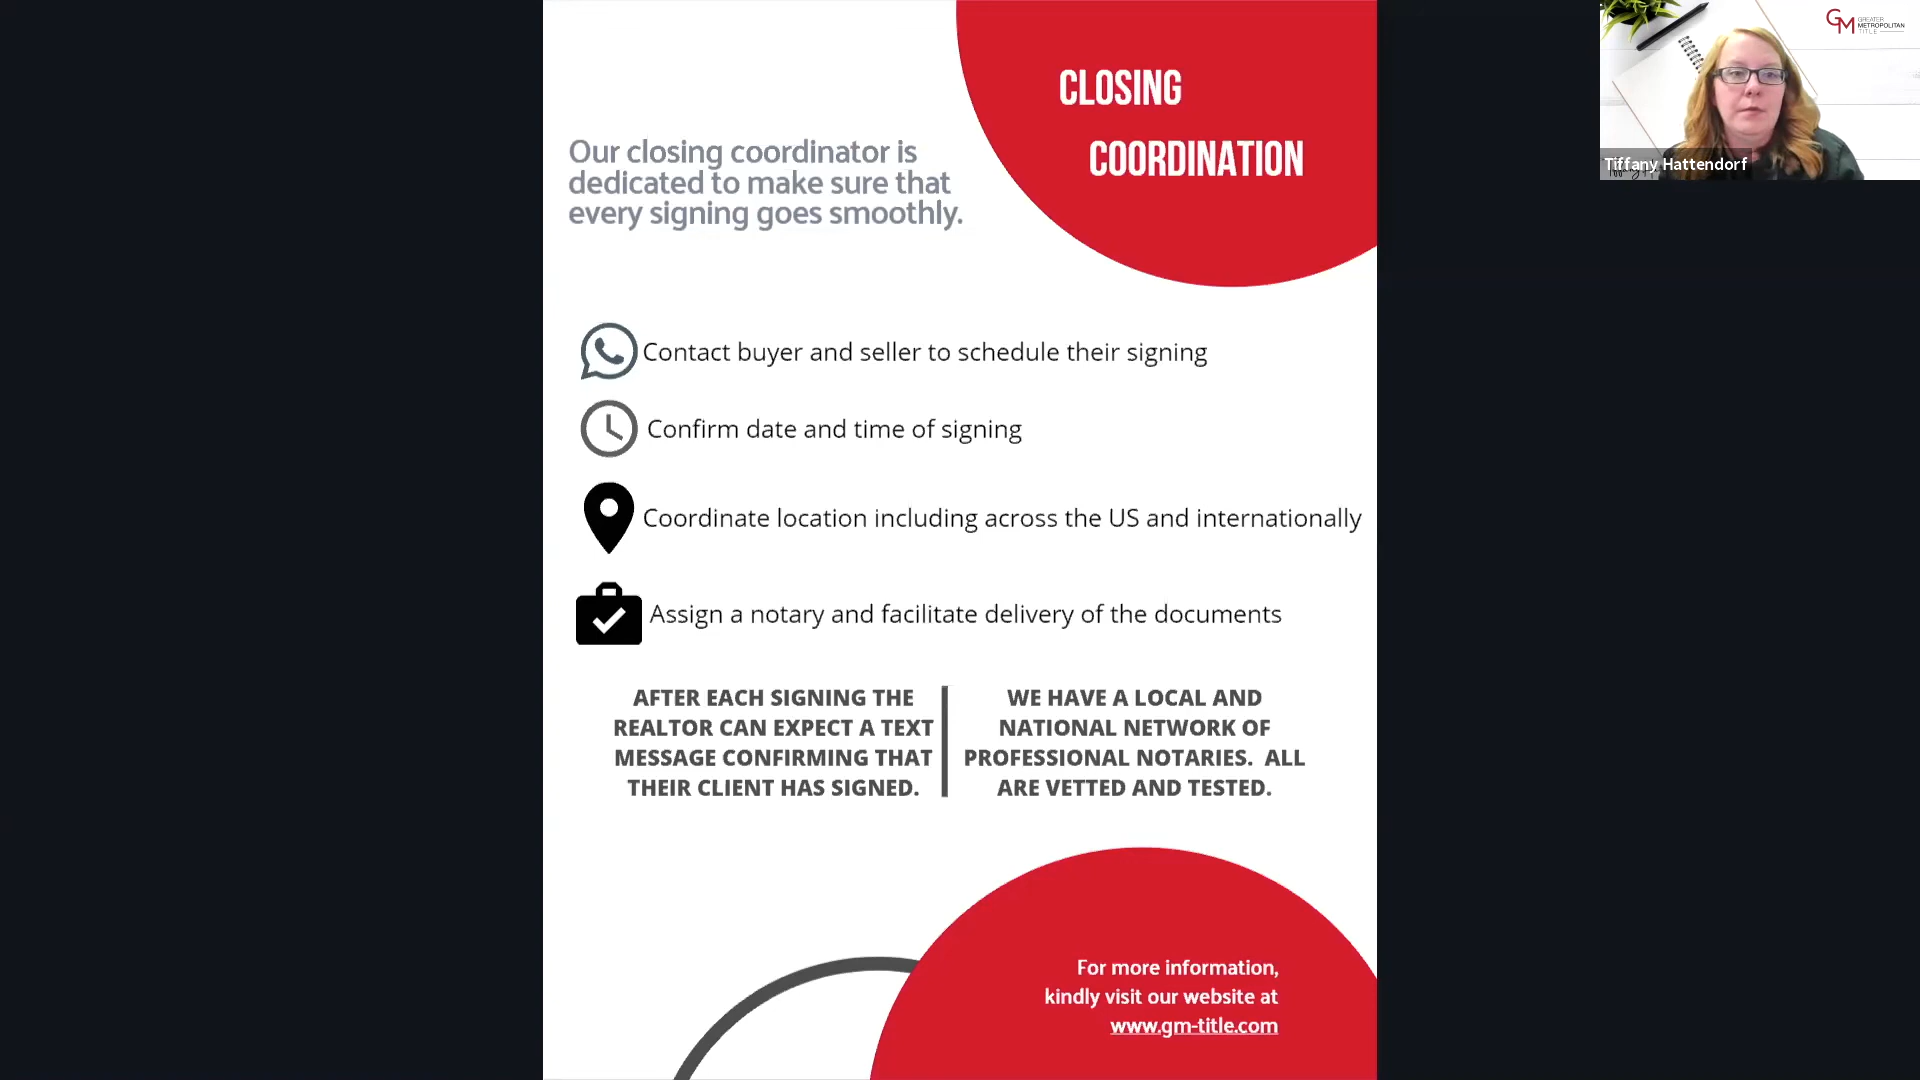 CLOSING
COORDINATION
Our closing coordinator is
dedicated to make sure that
every signing goes smoothly.
Contact buyer and seller to schedule their signing
Confirm date and time of signing
Coordinate location including across the US and internationally
Assign a notary and facilitate delivery of the documents
AFTER EACH SIGNING THE
REALTOR CAN EXPECT A TEXT
MESSAGE CONFIRMING THAT
THEIR CLIENT HAS SIGNED.
WE HAVE A LOCAL AND
NATIONAL NETWORK OF
PROFESSIONAL NOTARIES.  ALL
ARE VETTED AND TESTED.
For more information,
kindly visit our website at
www.gm-title.com
GM
GREATER
METROPOLITAN
TITLE
Tiffany Hattendorf